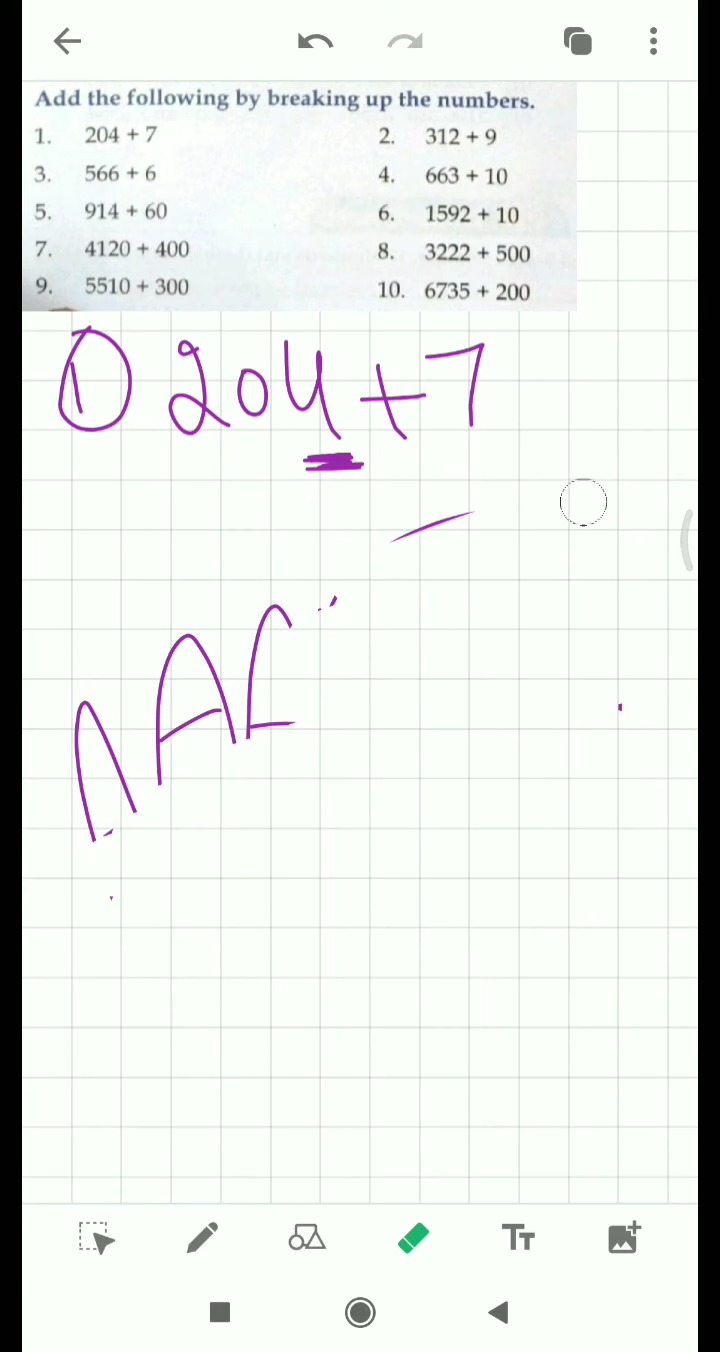 Add the following by breaking up the numbers.
1. 204 + 7 2. 312 + 9
3. 566 + 6 4. 663 + 10
5. 914 + 60 6. 1592 + 10
7. 4120 + 400 8. 3222 + 500
9. 5510 + 300 10. 6735 + 200
① 204 + 7
Tт